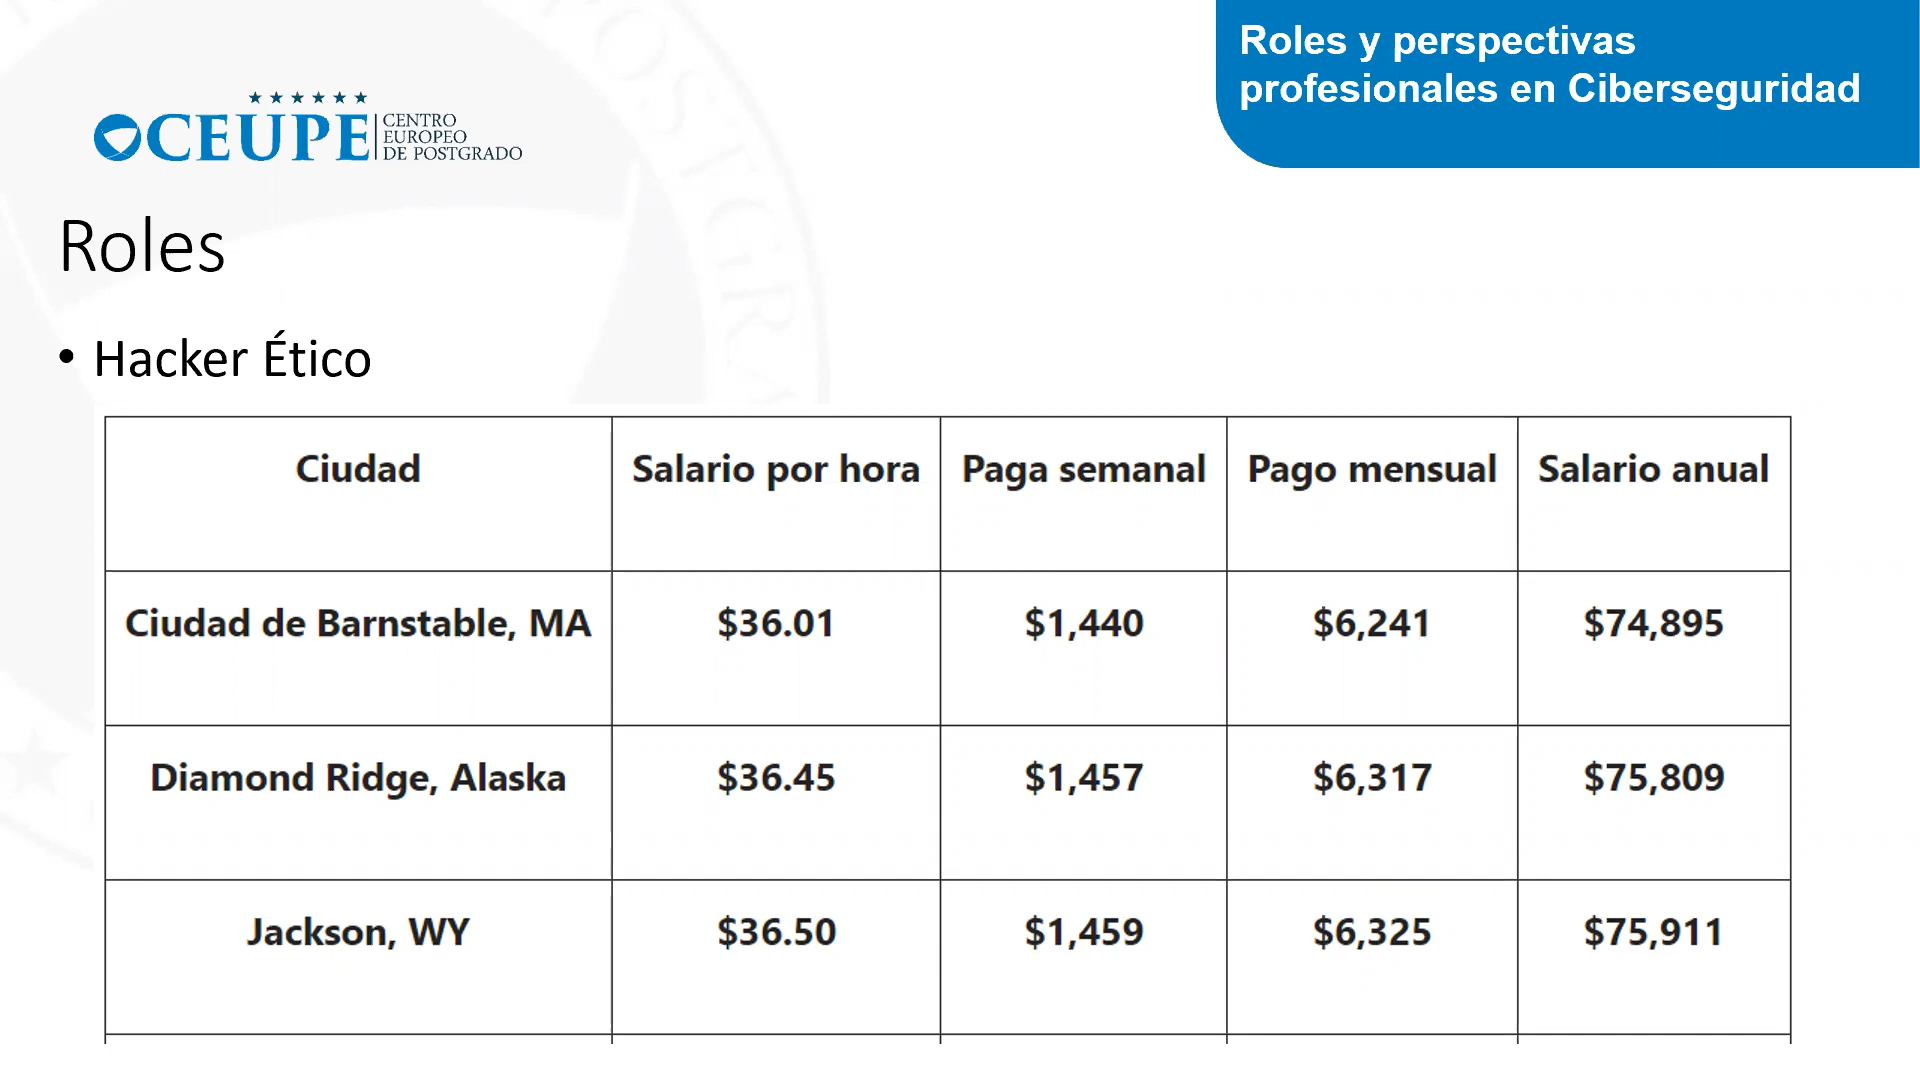 Roles y perspectivas
profesionales en Ciberseguridad
CEUPE
CENTRO
EUROPEO
DE POSTGRADO
Roles
• Hacker Ético
Ciudad Salario por hora Paga semanal Pago mensual Salario anual
Ciudad de Barnstable, MA $36.01 $1,440 $6,241 $74,895
Diamond Ridge, Alaska $36.45 $1,457 $6,317 $75,809
Jackson, WY $36.50 $1,459 $6,325 $75,911